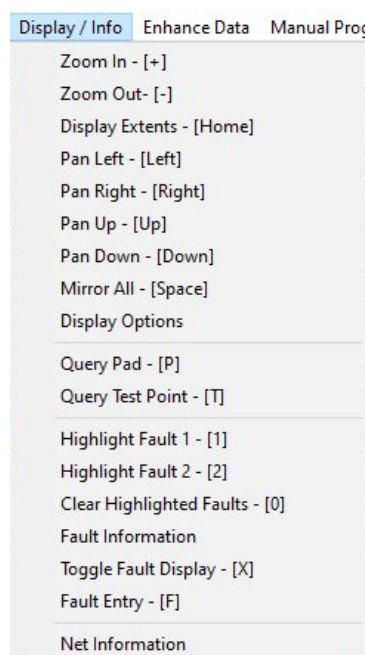 Display / Info Enhance Data Manual Prog
Zoom In - [+]
Zoom Out- [-]
Display Extents - [Home]
Pan Left - [Left]
Pan Right - [Right]
Pan Up - [Up]
Pan Down - [Down]
Mirror All - [Space]
Display Options
Query Pad - [P]
Query Test Point - [T]
Highlight Fault 1 - [1]
Highlight Fault 2 - [2]
Clear Highlighted Faults - [0]
Fault Information
Toggle Fault Display - [X]
Fault Entry - [F]
Net Information